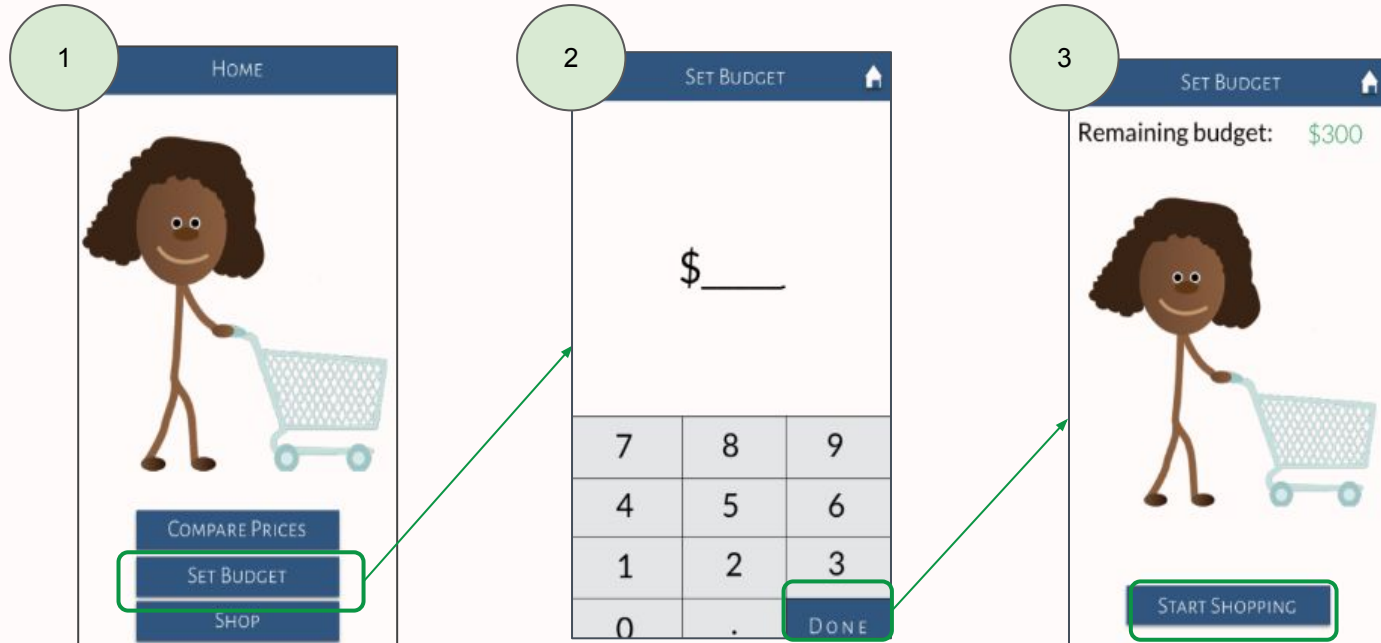 1
HOME
COMPARE PRICES
SET BUDGET
SHOP
2
SET BUDGET
$____
7 8 9
4 5 6
1 2 3
0 . DONE
3
SET BUDGET
Remaining budget: $300
START SHOPPING